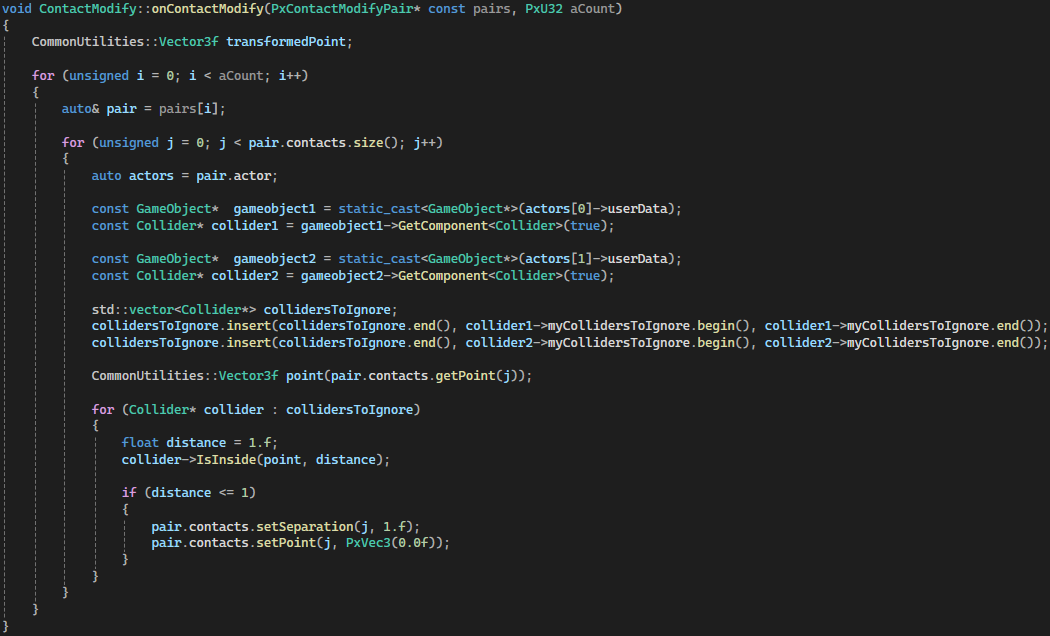 void ContactModify::onContactModify(PxContactModifyPair* const pairs, PxU32 aCount)
{
    CommonUtilities::Vector3f transformedPoint;

    for (unsigned i = 0; i < aCount; i++)
    {
        auto& pair = pairs[i];

        for (unsigned j = 0; j < pair.contacts.size(); j++)
        {
            auto actors = pair.actor;

            const GameObject*  gameobject1 = static_cast<GameObject*>(actors[0]->userData);
            const Collider* collider1 = gameobject1->GetComponent<Collider>(true);

            const GameObject*  gameobject2 = static_cast<GameObject*>(actors[1]->userData);
            const Collider* collider2 = gameobject2->GetComponent<Collider>(true);

            std::vector<Collider*> collidersToIgnore;
            collidersToIgnore.insert(collidersToIgnore.end(), collider1->myCollidersToIgnore.begin(), collider1->myCollidersToIgnore.end());
            collidersToIgnore.insert(collidersToIgnore.end(), collider2->myCollidersToIgnore.begin(), collider2->myCollidersToIgnore.end());

            CommonUtilities::Vector3f point(pair.contacts.getPoint(j));

            for (Collider* collider : collidersToIgnore)
            {
                float distance = 1.f;
                collider->IsInside(point, distance);

                if (distance <= 1)
                {
                    pair.contacts.setSeparation(j, 1.f);
                    pair.contacts.setPoint(j, PxVec3(0.0f));
                }
            }
        }
    }
}